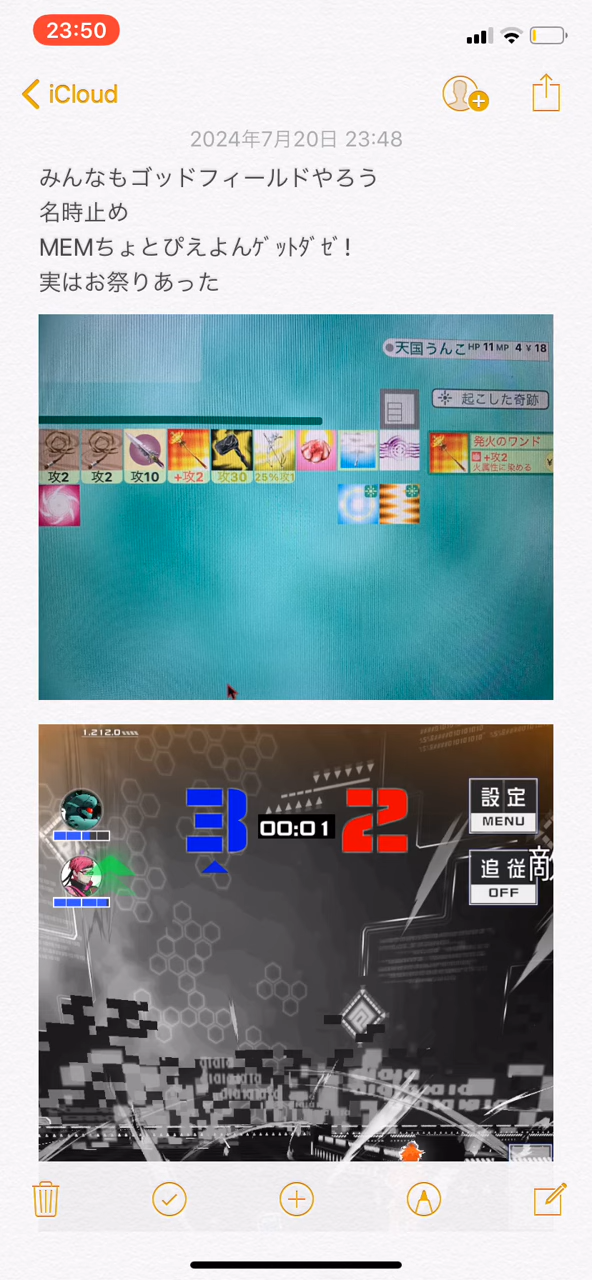 23:50
iCloud
2024年7月20日 23:48
みんなもゴッドフィールドやろう
名時止め
MEMちょとぴえよんｹﾞｯﾄﾀﾞｾﾞ！
実はお祭りあった
天国うんこ HP 11 MP 4 ¥ 18
起こした奇跡
攻2
攻2
攻10
+攻2
攻30
25%攻1
発火のワンド
+攻2
火属性に染める
¥
1.212.0
3 00:01 2
設定
MENU
追従
OFF
敵